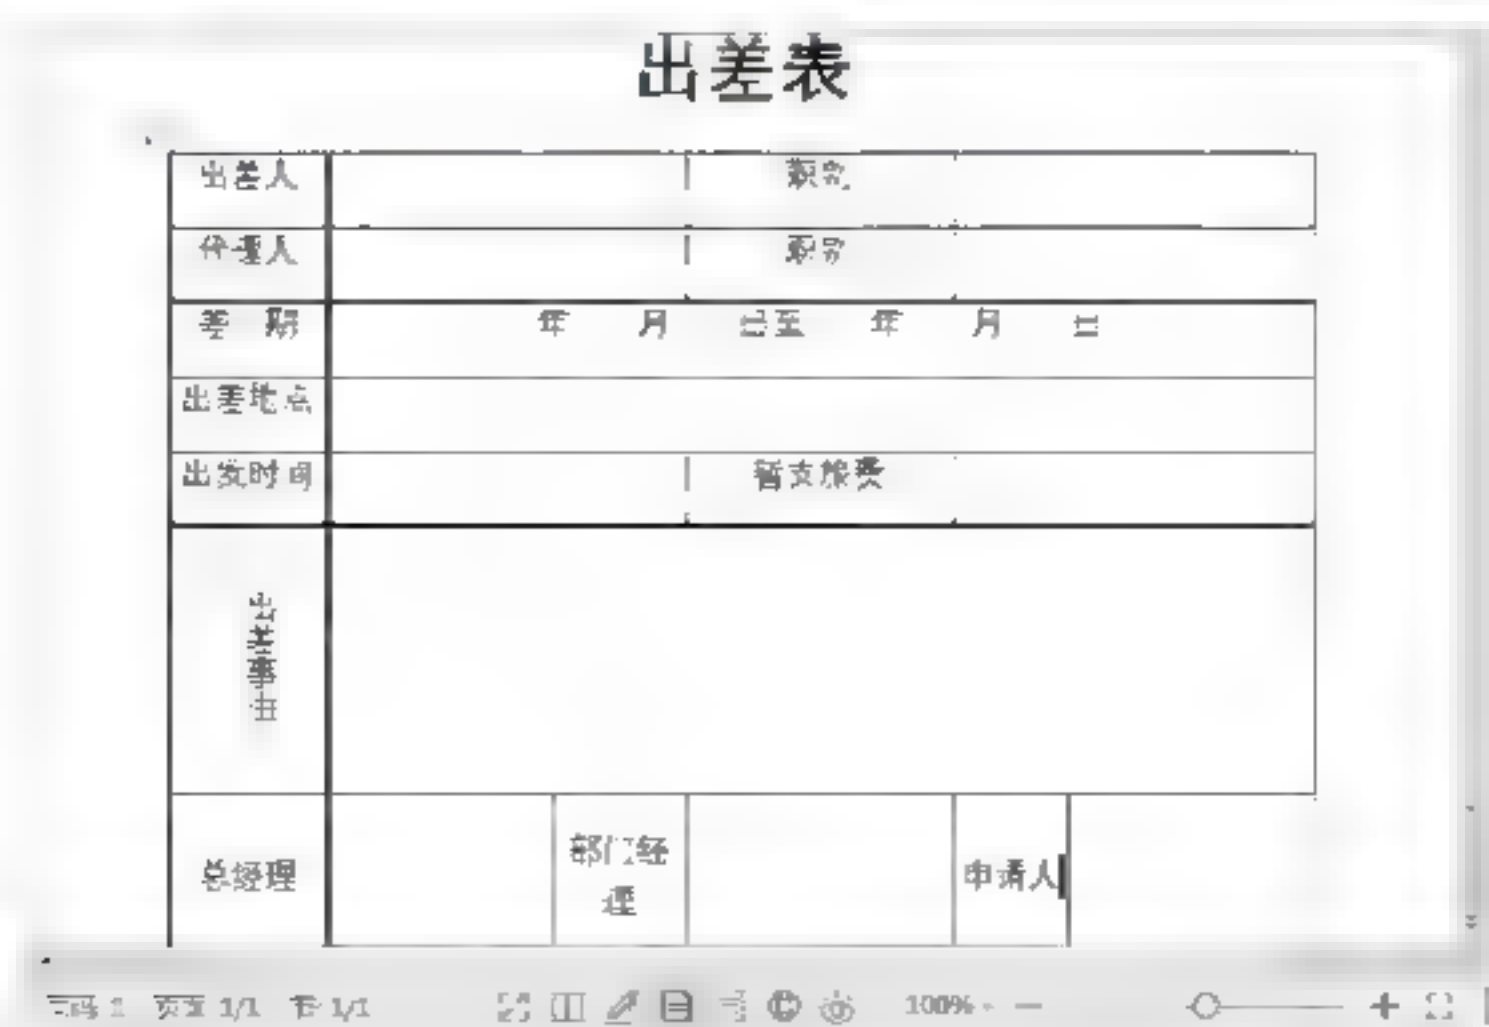 出差表
出差人 职务
代理人 职务
差 期 年 月 日至 年 月 日
出差地点
出发时间 暂支旅费
出差事由
总经理 部门经理 申请人
页码 1 页面 1/1 节 1/1 100%